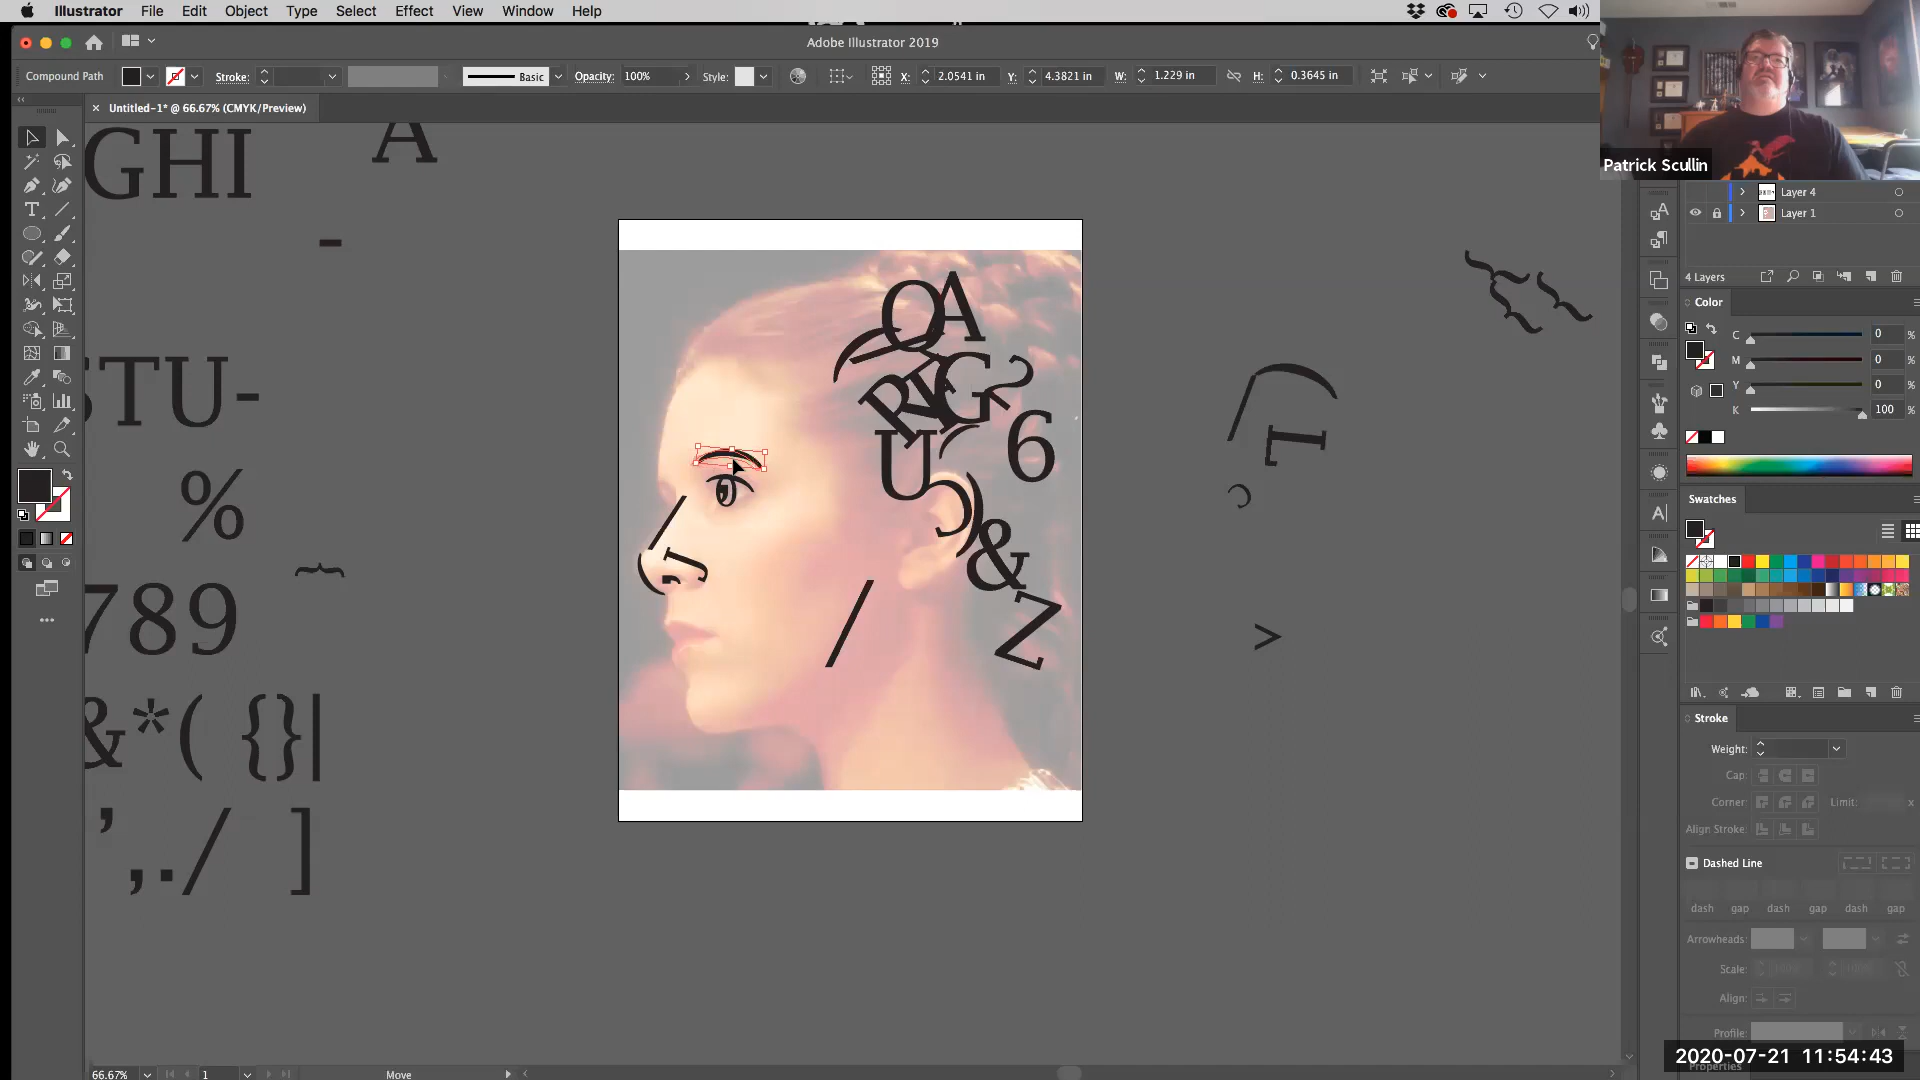 Illustrator File Edit Object Type Select Effect View Window Help
Adobe Illustrator 2019
Compound Path Stroke: Basic Opacity: 100% Style: X: 2.0541 in Y: 4.3821 in W: 1.229 in H: 0.3645 in
Untitled-1* @ 66.67% (CMYK/Preview)
Patrick Scullin
GHI A
-
STU-
%
789
&*( {}|
’,./ ]
Q A
R G
6
U
&
Z
/
>
Layer 4
Layer 1
4 Layers
Color
C 0 %
M 0 %
Y 0 %
K 100 %
Swatches
Stroke
Weight:
Cap:
Corner: Limit: x
Align Stroke:
Dashed Line
dash gap dash gap dash gap
Arrowheads:
Scale: 100% 100%
Align:
Profile:
2020-07-21 11:54:43
Properties
66.67% 1 Move